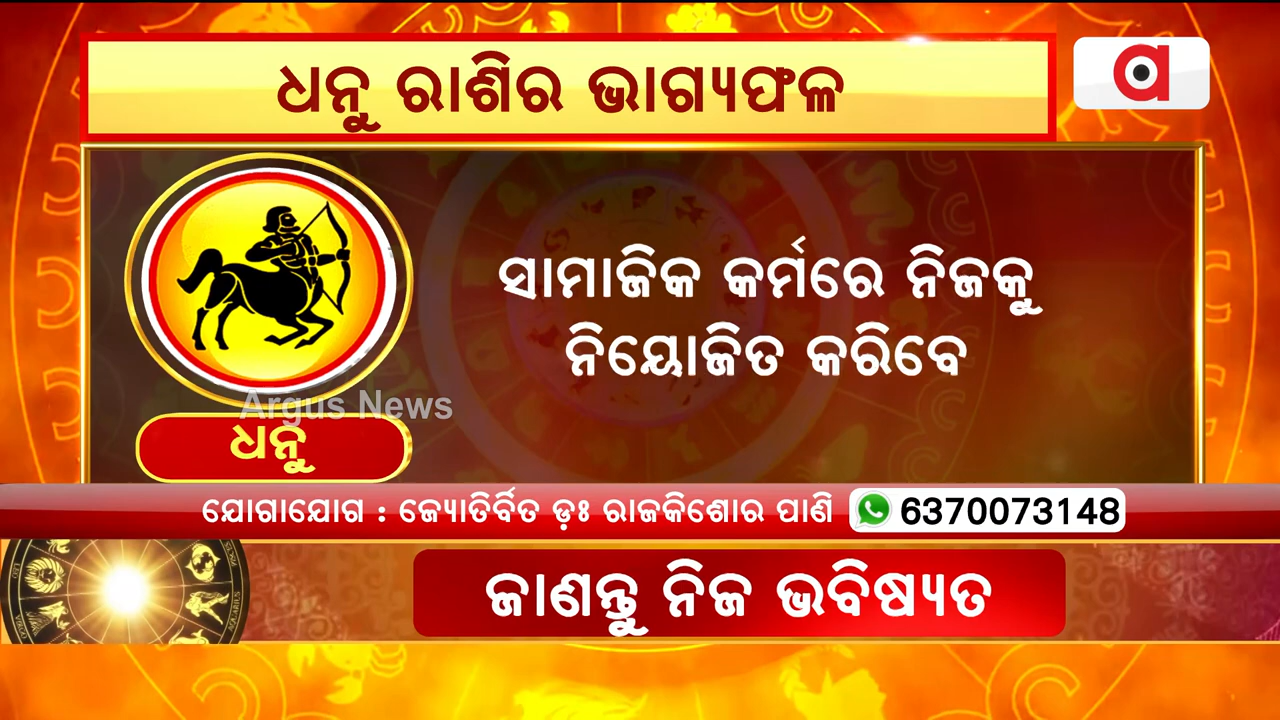 ଧନୁ ରାଶିର ଭାଗ୍ୟଫଳ
a
ସାମାଜିକ କର୍ମରେ ନିଜକୁ
ନିୟୋଜିତ କରିବେ
Argus News
ଧନୁ
ଯୋଗାଯୋଗ : ଜ୍ୟୋତିର୍ବିତ ଡ଼ଃ ରାଜକିଶୋର ପାଣି 6370073148
ଜାଣନ୍ତୁ ନିଜ ଭବିଷ୍ୟତ